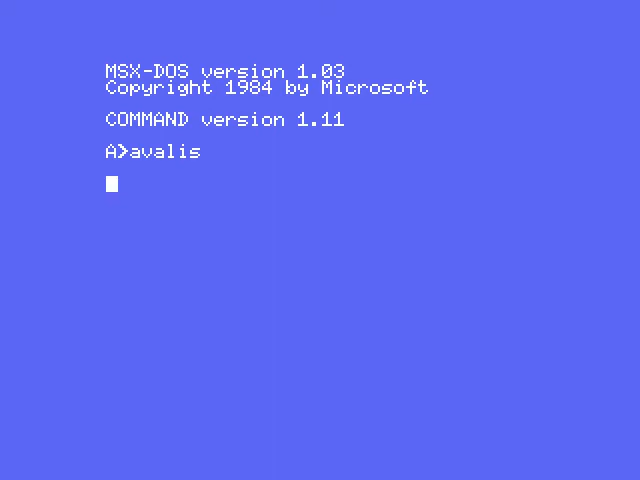 MSX-DOS version 1.03
Copyright 1984 by Microsoft
COMMAND version 1.11
A>avalis